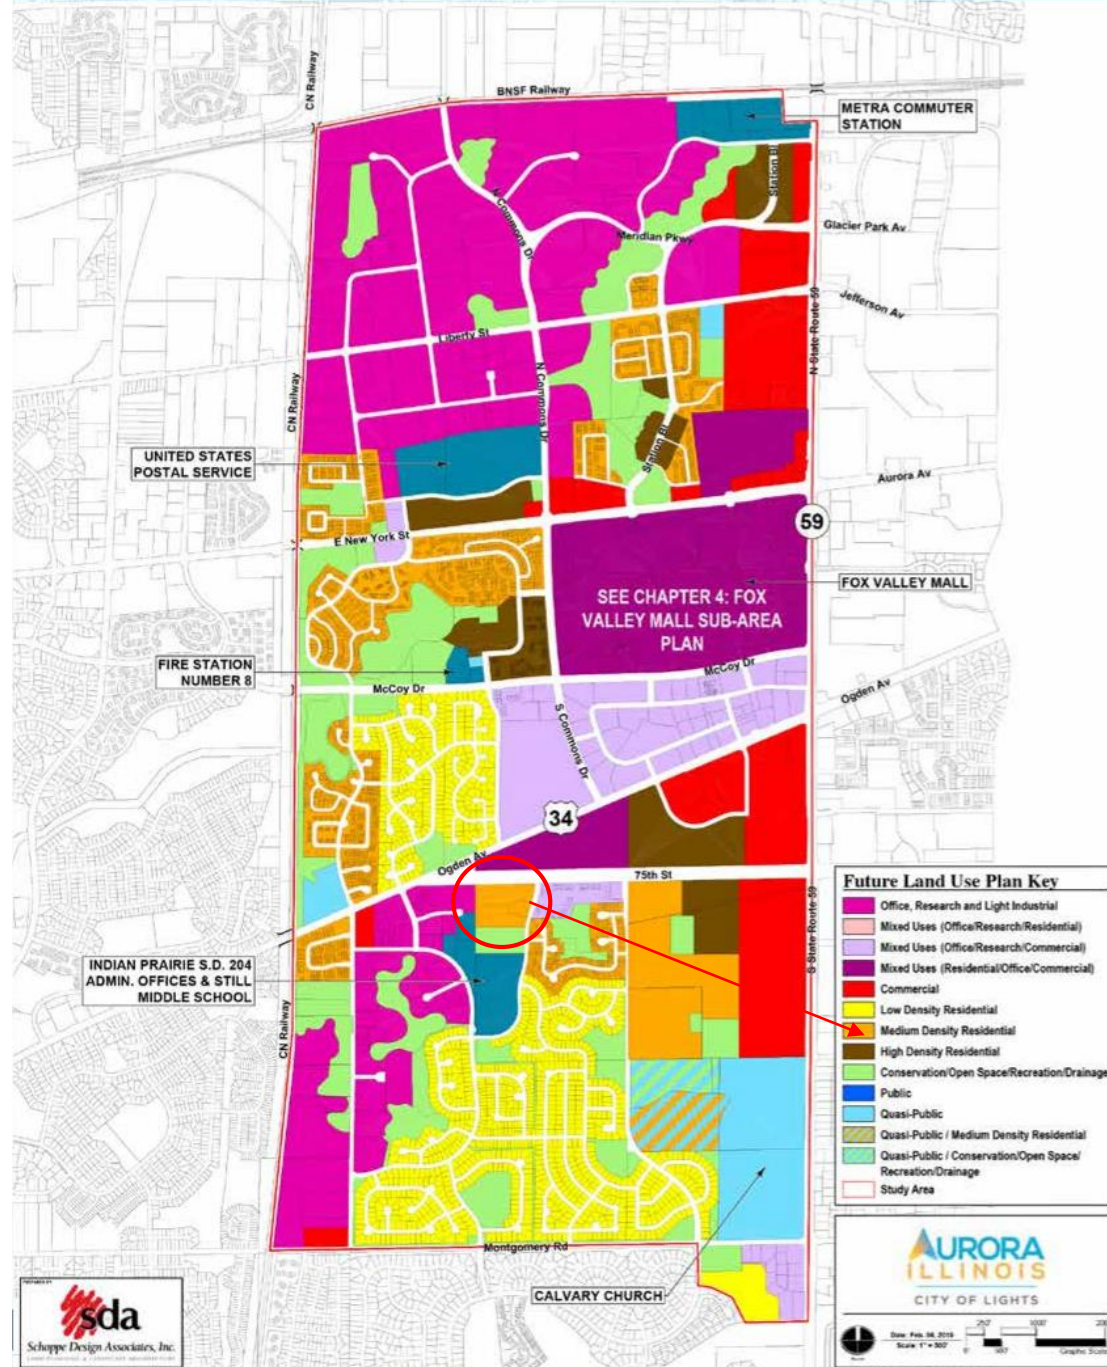 BNSF Railway
CN Railway
METRA COMMUTER
STATION
Station Bl
N Commons Dr
Meridian Pkwy
Glacier Park Av
N State Route 59
Jefferson Av
Liberty St
CN Railway
N Commons Dr
UNITED STATES
POSTAL SERVICE
Station Bl
Aurora Av
59
E New York St
FOX VALLEY MALL
SEE CHAPTER 4: FOX
VALLEY MALL SUB-AREA
PLAN
FIRE STATION
NUMBER 8
McCoy Dr
McCoy Dr
Ogden Av
S Commons Dr
34
Ogden Av
75th St
S State Route 59
INDIAN PRAIRIE S.D. 204
ADMIN. OFFICES & STILL
MIDDLE SCHOOL
CN Railway
Montgomery Rd
CALVARY CHURCH
Future Land Use Plan Key
Office, Research and Light Industrial
Mixed Uses (Office/Research/Residential)
Mixed Uses (Office/Research/Commercial)
Mixed Uses (Residential/Office/Commercial)
Commercial
Low Density Residential
Medium Density Residential
High Density Residential
Conservation/Open Space/Recreation/Drainage
Public
Quasi-Public
Quasi-Public / Medium Density Residential
Quasi-Public / Conservation/Open Space/
Recreation/Drainage
Study Area
AURORA
ILLINOIS
CITY OF LIGHTS
PREPARED BY
sda
Schoppe Design Associates, Inc.
Scale: 1" = 500'
Graphic Scale